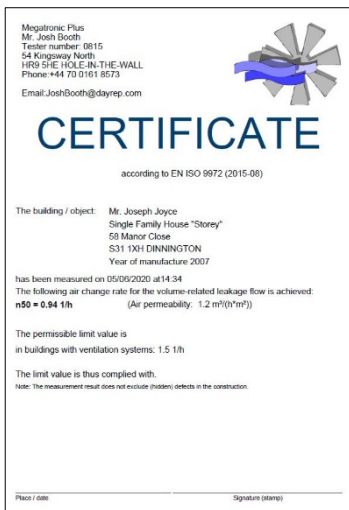 Megatronic Plus
Mr. Josh Booth
Tester number: 0815
54 Kingsway North
HR9 5HE HOLE-IN-THE-WALL
Phone:+44 70 0161 8573
Email:JoshBooth@dayrep.com
CERTIFICATE
according to EN ISO 9972 (2015-08)
The building / object: Mr. Joseph Joyce
Single Family House "Storey"
58 Manor Close
S31 1XH DINNINGTON
Year of manufacture 2007
has been measured on 05/06/2020 at14:34
The following air change rate for the volume-related leakage flow is achieved:
n50 = 0.94 1/h (Air permeability: 1.2 m³/(h*m²))
The permissible limit value is
in buildings with ventilation systems: 1.5 1/h
The limit value is thus complied with.
Note: The measurement result does not exclude (hidden) defects in the construction.
Place / date Signature (stamp)